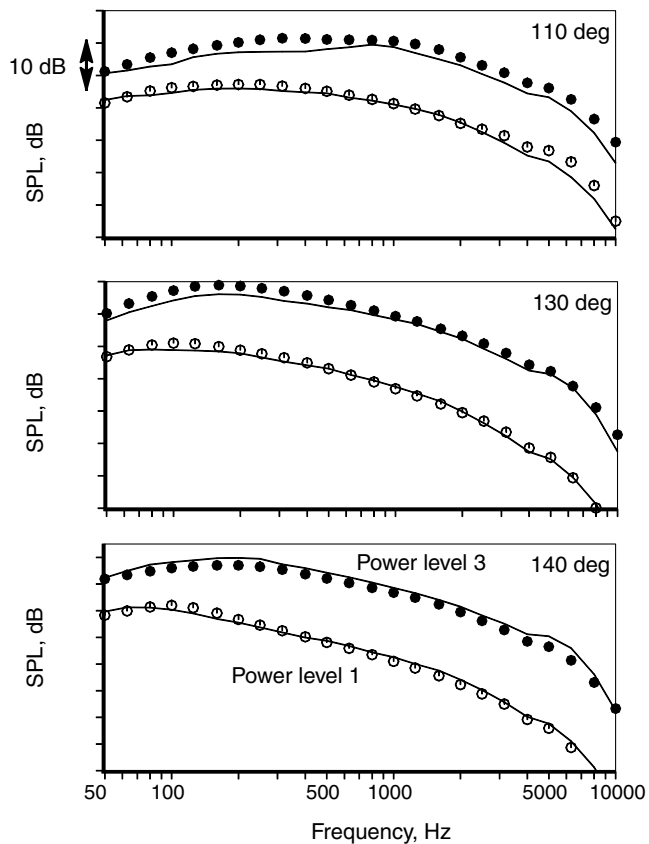 110 deg
10 dB
SPL, dB
130 deg
SPL, dB
Power level 3
140 deg
SPL, dB
Power level 1
50 100 500 1000 5000 10000
Frequency, Hz